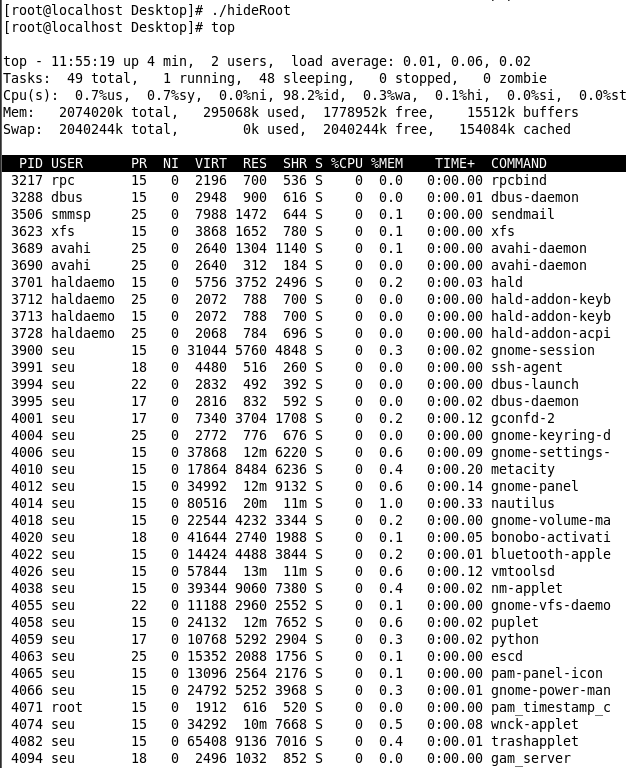 [root@localhost Desktop]# ./hideRoot
[root@localhost Desktop]# top
top - 11:55:19 up 4 min,  2 users,  load average: 0.01, 0.06, 0.02
Tasks:  49 total,   1 running,  48 sleeping,   0 stopped,   0 zombie
Cpu(s):  0.7%us,  0.7%sy,  0.0%ni, 98.2%id,  0.3%wa,  0.1%hi,  0.0%si,  0.0%st
Mem:   2074020k total,   295068k used,  1778952k free,    15512k buffers
Swap:  2040244k total,        0k used,  2040244k free,   154084k cached
  PID USER      PR  NI  VIRT  RES  SHR S %CPU %MEM    TIME+  COMMAND
 3217 rpc       15   0  2196  700  536 S    0  0.0   0:00.00 rpcbind
 3288 dbus      15   0  2948  900  616 S    0  0.0   0:00.01 dbus-daemon
 3506 smmsp     25   0  7988 1472  644 S    0  0.1   0:00.00 sendmail
 3623 xfs       15   0  3868 1652  780 S    0  0.1   0:00.00 xfs
 3689 avahi     25   0  2640 1304 1140 S    0  0.1   0:00.00 avahi-daemon
 3690 avahi     25   0  2640  312  184 S    0  0.0   0:00.00 avahi-daemon
 3701 haldaemo  15   0  5756 3752 2496 S    0  0.2   0:00.03 hald
 3712 haldaemo  25   0  2072  788  700 S    0  0.0   0:00.00 hald-addon-keyb
 3713 haldaemo  15   0  2072  788  700 S    0  0.0   0:00.00 hald-addon-keyb
 3728 haldaemo  25   0  2068  784  696 S    0  0.0   0:00.00 hald-addon-acpi
 3900 seu       15   0 31044 5760 4848 S    0  0.3   0:00.02 gnome-session
 3991 seu       18   0  4480  516  260 S    0  0.0   0:00.00 ssh-agent
 3994 seu       22   0  2832  492  392 S    0  0.0   0:00.00 dbus-launch
 3995 seu       17   0  2816  832  592 S    0  0.0   0:00.02 dbus-daemon
 4001 seu       17   0  7340 3704 1708 S    0  0.2   0:00.12 gconfd-2
 4004 seu       25   0  2772  776  676 S    0  0.0   0:00.00 gnome-keyring-d
 4006 seu       15   0 37868  12m 6220 S    0  0.6   0:00.09 gnome-settings-
 4010 seu       15   0 17864 8484 6236 S    0  0.4   0:00.20 metacity
 4012 seu       15   0 34992  12m 9132 S    0  0.6   0:00.14 gnome-panel
 4014 seu       15   0 80516  20m  11m S    0  1.0   0:00.33 nautilus
 4018 seu       15   0 22544 4232 3344 S    0  0.2   0:00.00 gnome-volume-ma
 4020 seu       18   0 41644 2740 1988 S    0  0.1   0:00.05 bonobo-activati
 4022 seu       15   0 14424 4488 3844 S    0  0.2   0:00.01 bluetooth-apple
 4026 seu       15   0 57844  13m  11m S    0  0.6   0:00.12 vmtoolsd
 4038 seu       15   0 39344 9060 7380 S    0  0.4   0:00.02 nm-applet
 4055 seu       22   0 11188 2960 2552 S    0  0.1   0:00.00 gnome-vfs-daemo
 4058 seu       15   0 24132  12m 7652 S    0  0.6   0:00.02 puplet
 4059 seu       17   0 10768 5292 2904 S    0  0.3   0:00.02 python
 4063 seu       25   0 15352 2088 1756 S    0  0.1   0:00.00 escd
 4065 seu       15   0 13096 2564 2176 S    0  0.1   0:00.00 pam-panel-icon
 4066 seu       15   0 24792 5252 3968 S    0  0.3   0:00.01 gnome-power-man
 4071 root      15   0  1912  616  520 S    0  0.0   0:00.00 pam_timestamp_c
 4074 seu       15   0 34292  10m 7668 S    0  0.5   0:00.08 wnck-applet
 4082 seu       15   0 65408 9136 7016 S    0  0.4   0:00.01 trashapplet
 4094 seu       18   0  2496 1032  852 S    0  0.0   0:00.00 gam_server